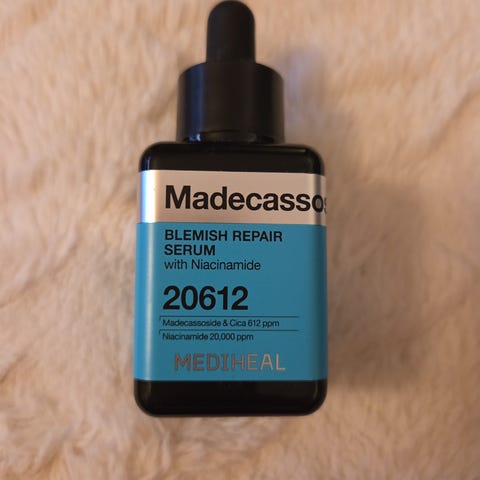 Madecassos
BLEMISH REPAIR
SERUM
with Niacinamide
20612
Madecassoside & Cica 612 ppm
Niacinamide 20,000 ppm
MEDIHEAL